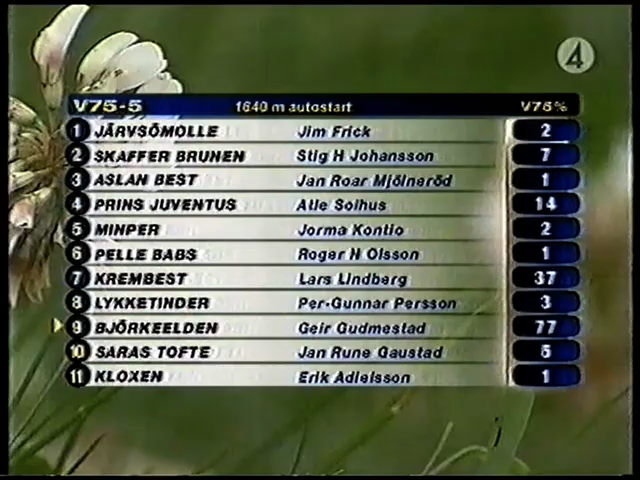 4
V75-5 1640 m autostart V75%
1 JÄRVSÖMOLLE Jim Frick 2
2 SKAFFER BRUNEN Stig H Johansson 7
3 ASLAN BEST Jan Roar Mjölneröd 1
4 PRINS JUVENTUS Atle Solhus 14
5 MINPER Jorma Kontio 2
6 PELLE BABS Roger N Olsson 1
7 KREMBEST Lars Lindberg 37
8 LYKKETINDER Per-Gunnar Persson 3
9 BJÖRKEELDEN Geir Gudmestad 77
10 SARAS TOFTE Jan Rune Gaustad 5
11 KLOXEN Erik Adielsson 1